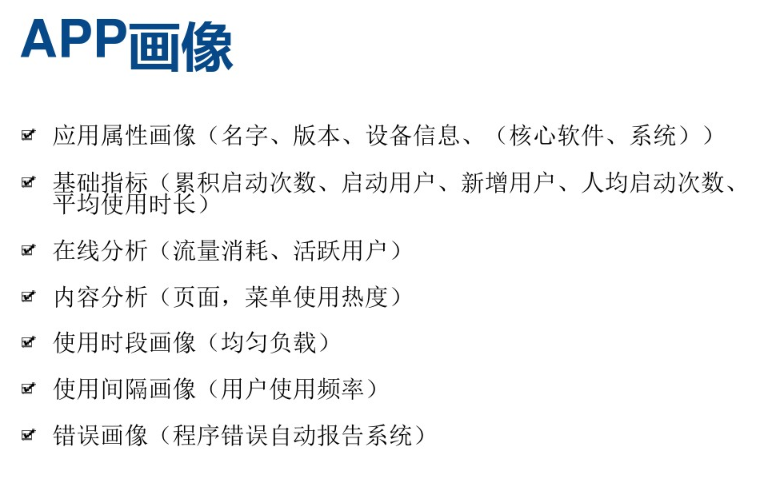 APP画像
应用属性画像（名字、版本、设备信息、（核心软件、系统））
基础指标（累积启动次数、启动用户、新增用户、人均启动次数、
平均使用时长）
在线分析（流量消耗、活跃用户）
内容分析（页面，菜单使用热度）
使用时段画像（均匀负载）
使用间隔画像（用户使用频率）
错误画像（程序错误自动报告系统）